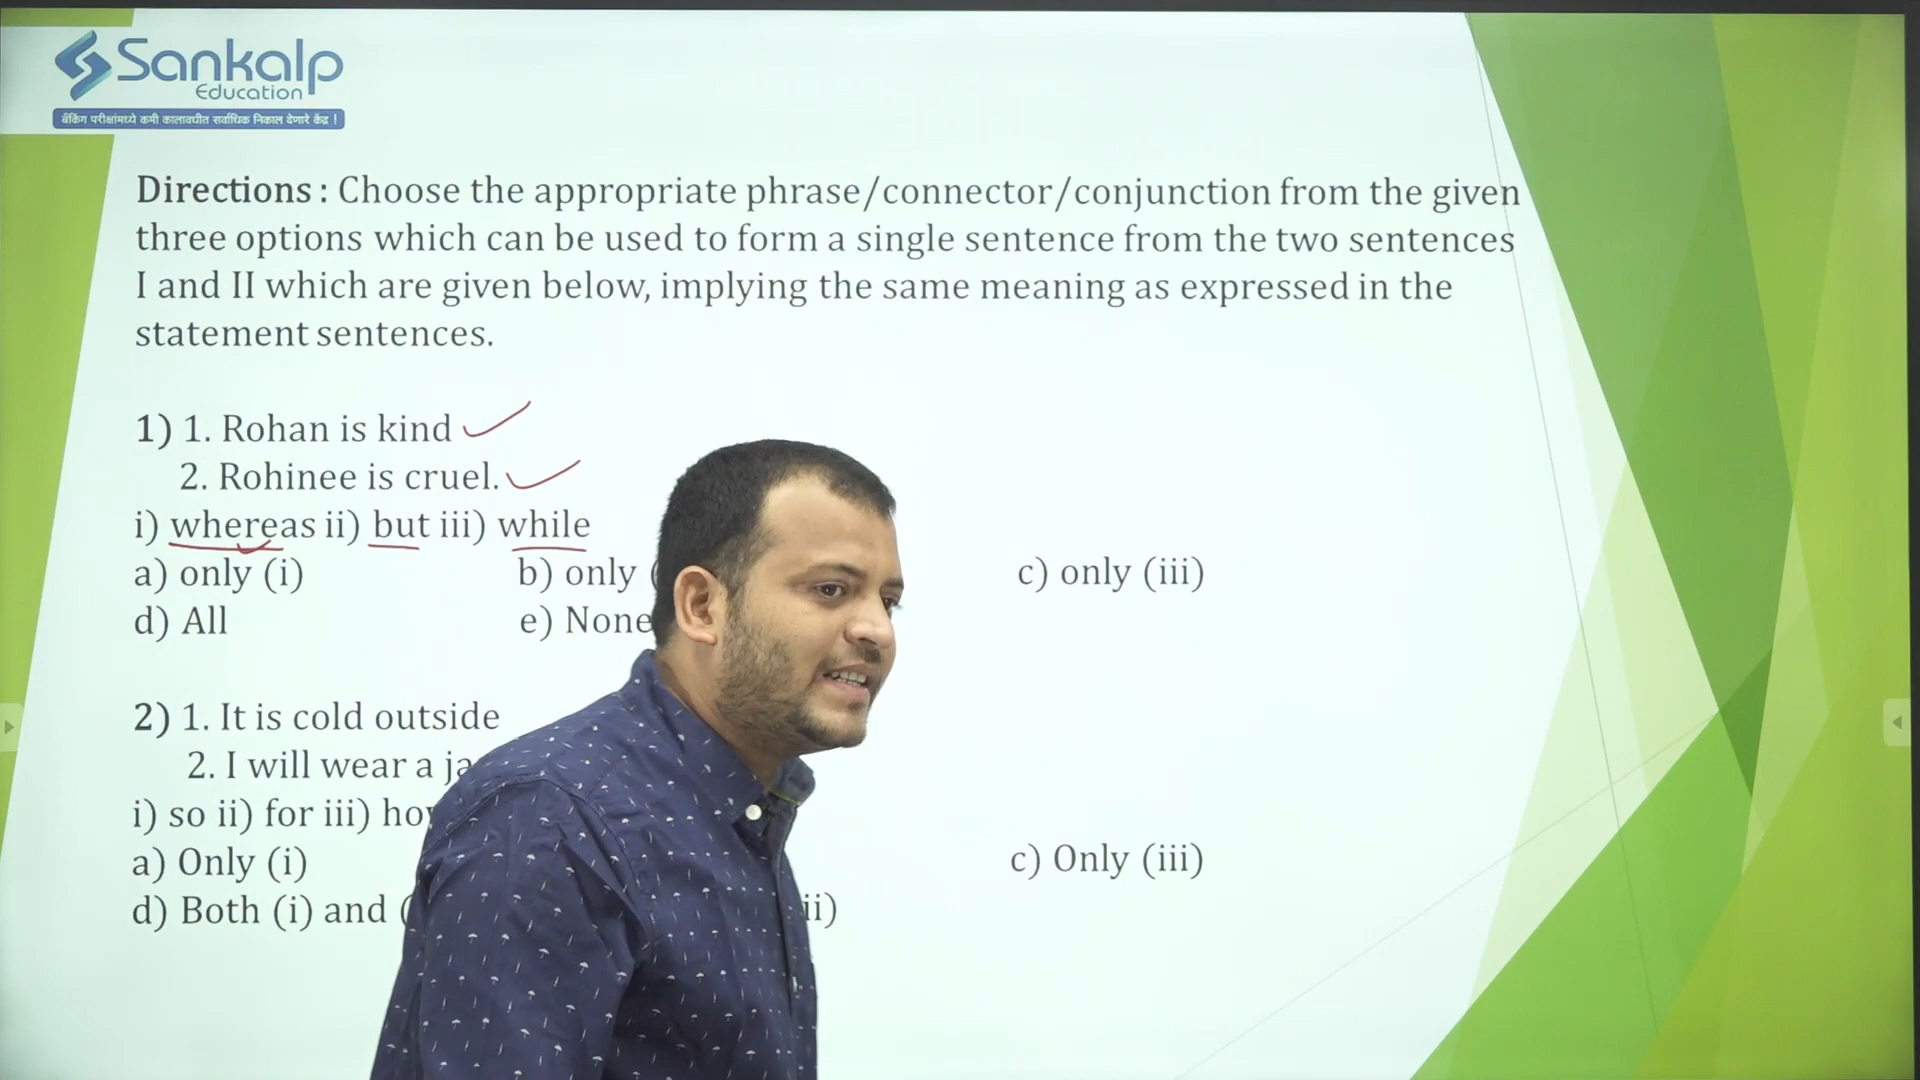 Sankalp
Education
बँकिंग परीक्षांमध्ये कमी कालावधीत सर्वाधिक निकाल देणारे केंद्र !
Directions : Choose the appropriate phrase/connector/conjunction from the given
three options which can be used to form a single sentence from the two sentences
I and II which are given below, implying the same meaning as expressed in the
statement sentences.
1) 1. Rohan is kind
2. Rohinee is cruel.
i) whereas ii) but iii) while
a) only (i) b) only c) only (iii)
d) All e) None
2) 1. It is cold outside
2. I will wear a
i) so ii) for iii)
a) Only (i) c) Only (iii)
d) Both (i) and ii)